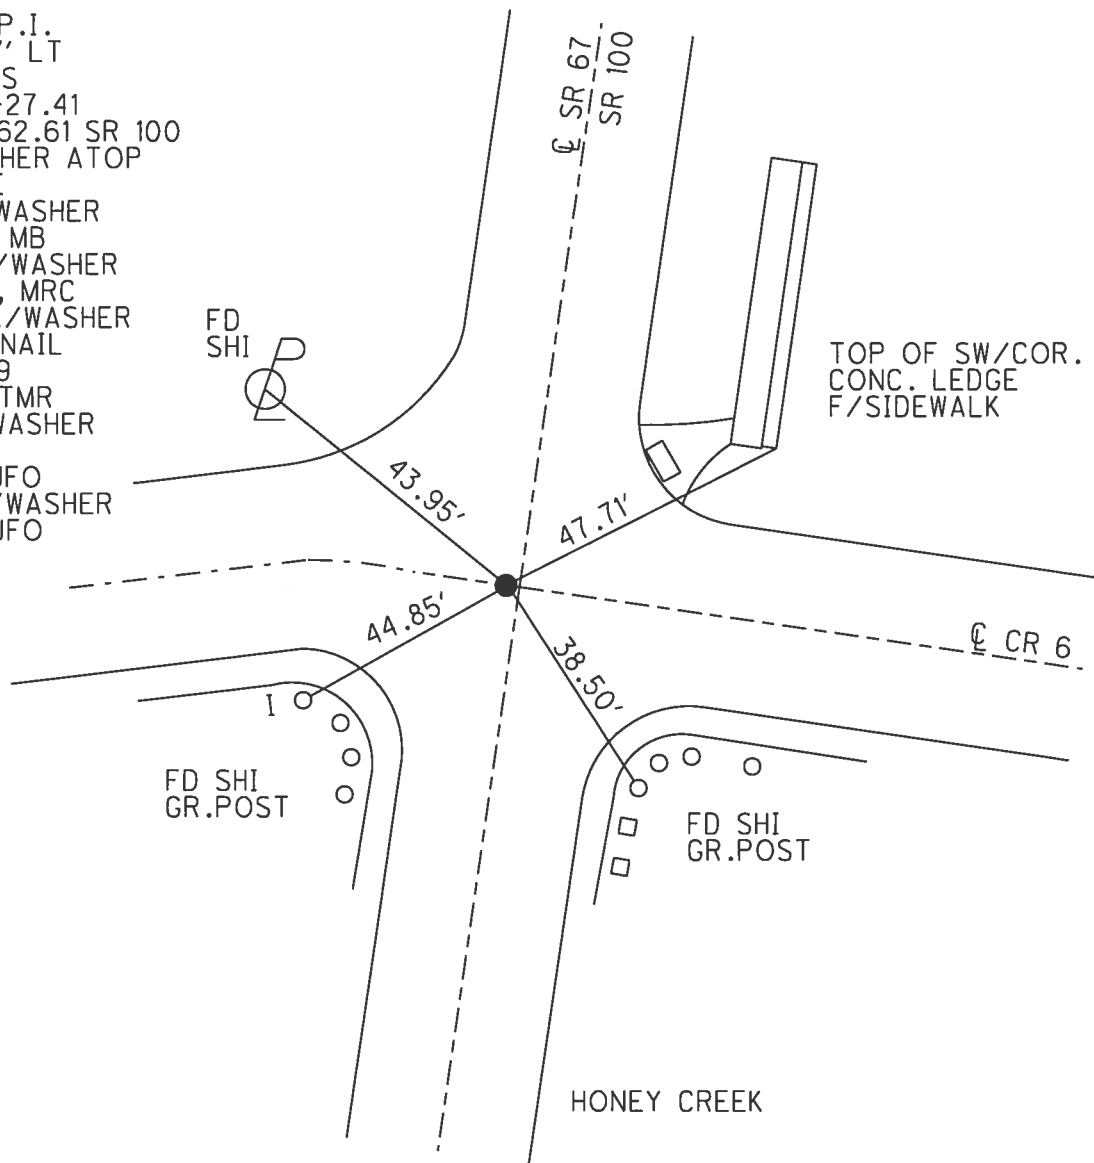 P.I.
" LT
S
+27.41
62.61 SR 100
HER ATOP
WASHER
MB
/WASHER
, MRC
/WASHER
NAIL
9
TMR
WASHER
JFO
/WASHER
JFO
FD
SHI
℄ SR 67
SR 100
TOP OF SW/COR.
CONC. LEDGE
F/SIDEWALK
43.95'
47.71'
44.85'
38.50'
℄ CR 6
I
FD SHI
GR.POST
FD SHI
GR.POST
HONEY CREEK